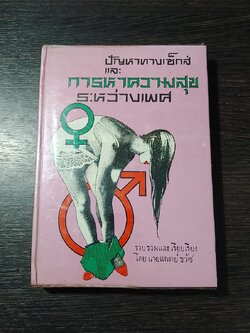 ปัญหาทางเซ็กส์
และ
การหาความสุข
ระหว่างเพศ
รวบรวมและเรียบเรียง
โดย นายแพทย์ ธวัช